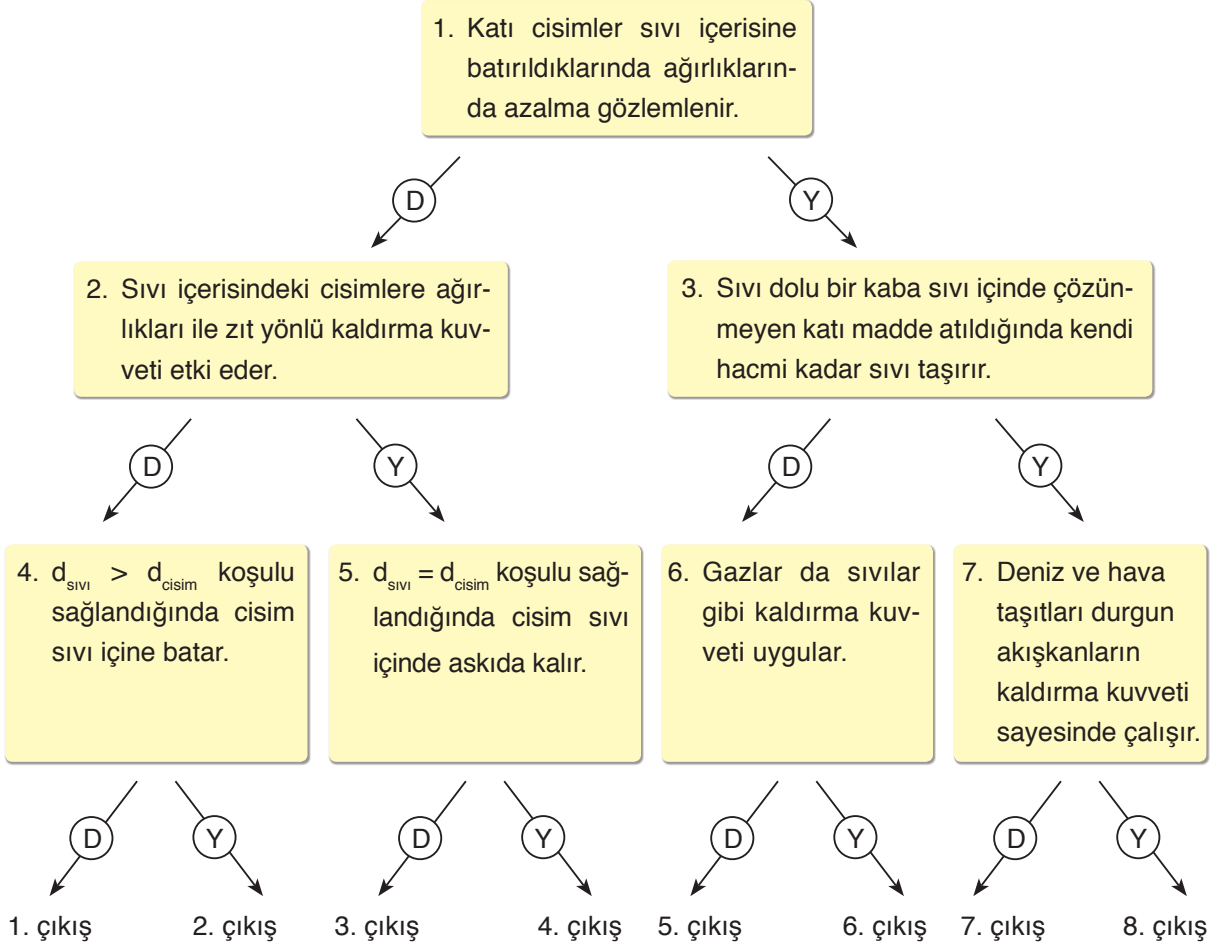 1. Katı cisimler sıvı içerisine
batırıldıklarında ağırlıkların-
da azalma gözlemlenir.
D
Y
2. Sıvı içerisindeki cisimlere ağır-
lıkları ile zıt yönlü kaldırma kuv-
veti etki eder.
3. Sıvı dolu bir kaba sıvı içinde çözün-
meyen katı madde atıldığında kendi
hacmi kadar sıvı taşırır.
D
Y
D
Y
4. d_sıvı > d_cisim koşulu
sağlandığında cisim
sıvı içine batar.
5. d_sıvı = d_cisim koşulu sağ-
landığında cisim sıvı
içinde askıda kalır.
6. Gazlar da sıvılar
gibi kaldırma kuv-
veti uygular.
7. Deniz ve hava
taşıtları durgun
akışkanların
kaldırma kuvveti
sayesinde çalışır.
D
Y
D
Y
D
Y
D
Y
1. çıkış
2. çıkış
3. çıkış
4. çıkış
5. çıkış
6. çıkış
7. çıkış
8. çıkış